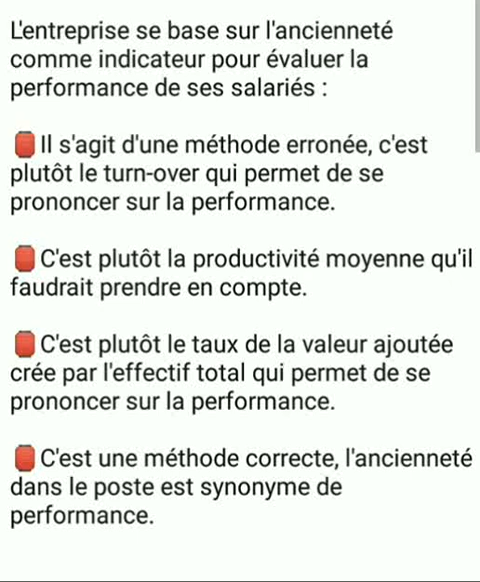 L'entreprise se base sur l'ancienneté
comme indicateur pour évaluer la
performance de ses salariés :
Il s'agit d'une méthode erronée, c'est
plutôt le turn-over qui permet de se
prononcer sur la performance.
C'est plutôt la productivité moyenne qu'il
faudrait prendre en compte.
C'est plutôt le taux de la valeur ajoutée
crée par l'effectif total qui permet de se
prononcer sur la performance.
C'est une méthode correcte, l'ancienneté
dans le poste est synonyme de
performance.